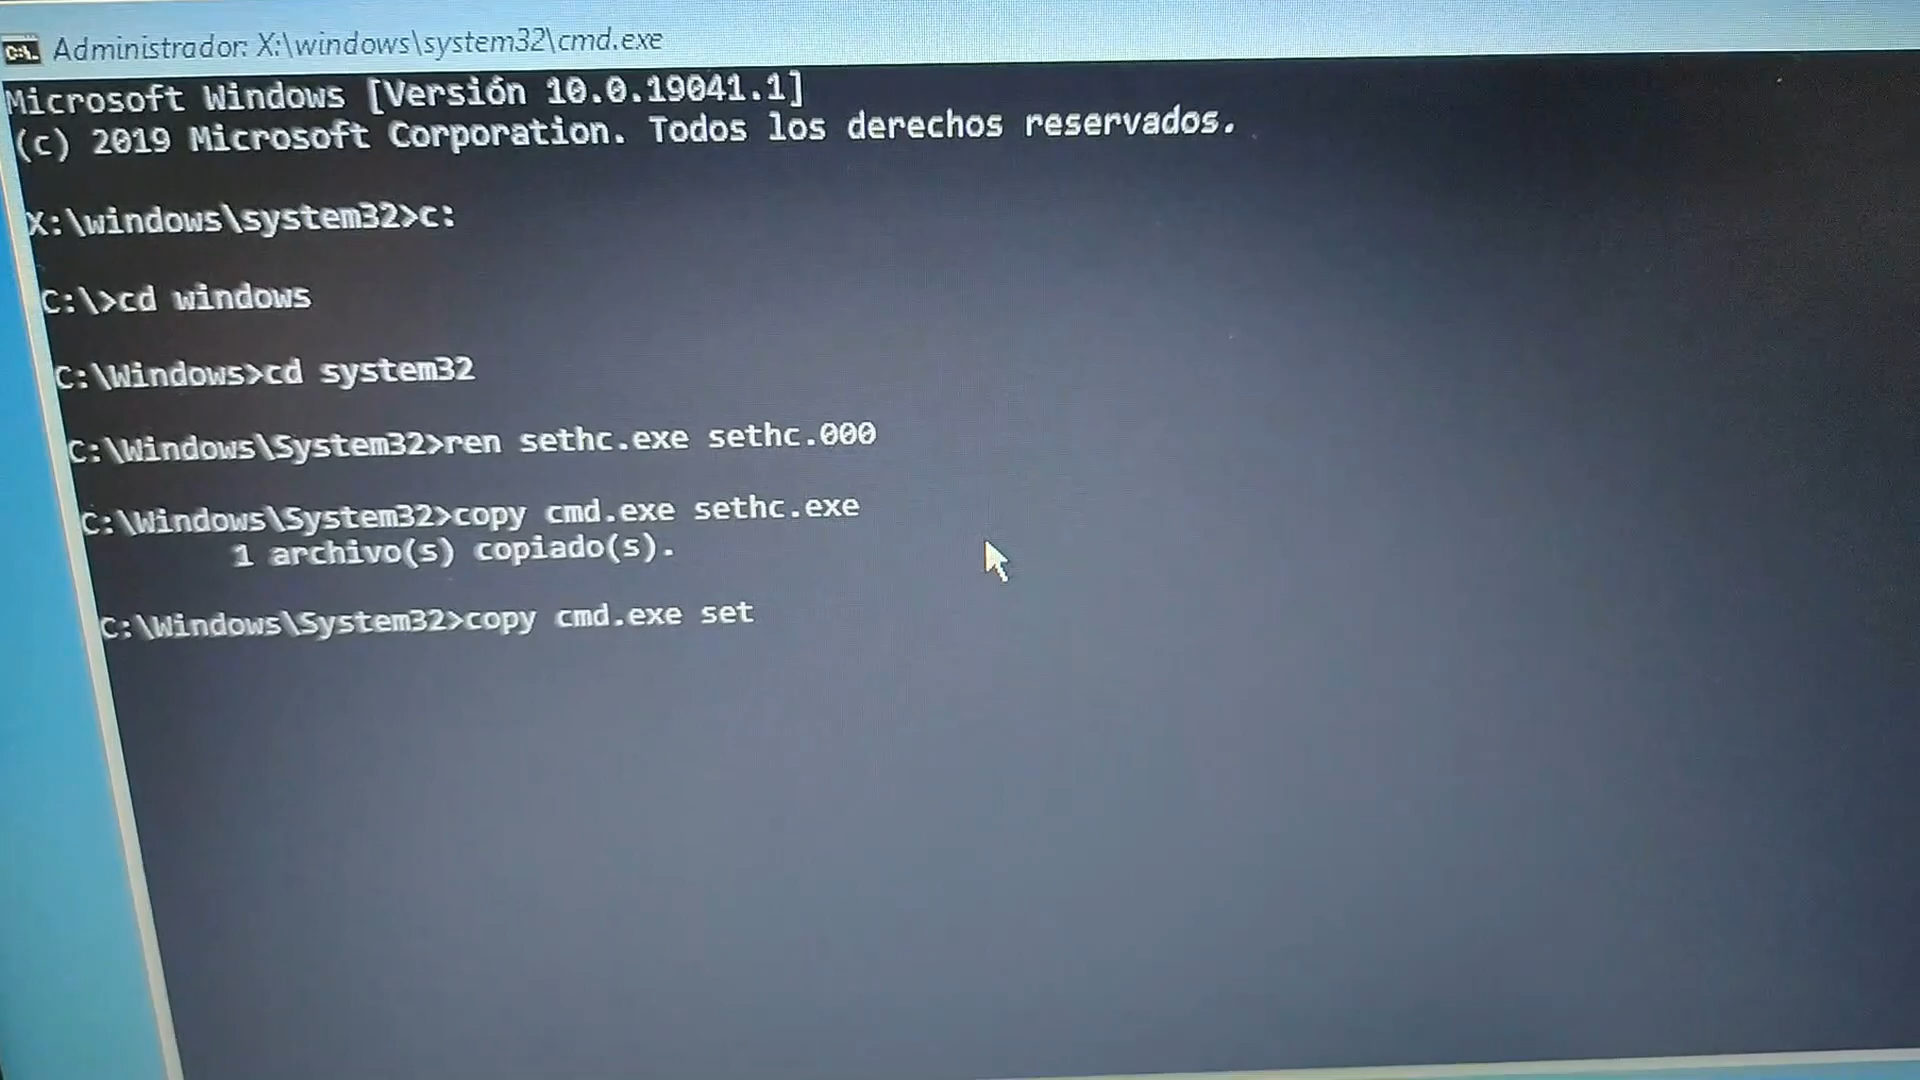 Administrador: X:\windows\system32\cmd.exe
Microsoft Windows [Versión 10.0.19041.1]
(c) 2019 Microsoft Corporation. Todos los derechos reservados.
X:\windows\system32>c:
C:\>cd windows
C:\Windows>cd system32
C:\Windows\System32>ren sethc.exe sethc.000
C:\Windows\System32>copy cmd.exe sethc.exe
1 archivo(s) copiado(s).
C:\Windows\System32>copy cmd.exe set